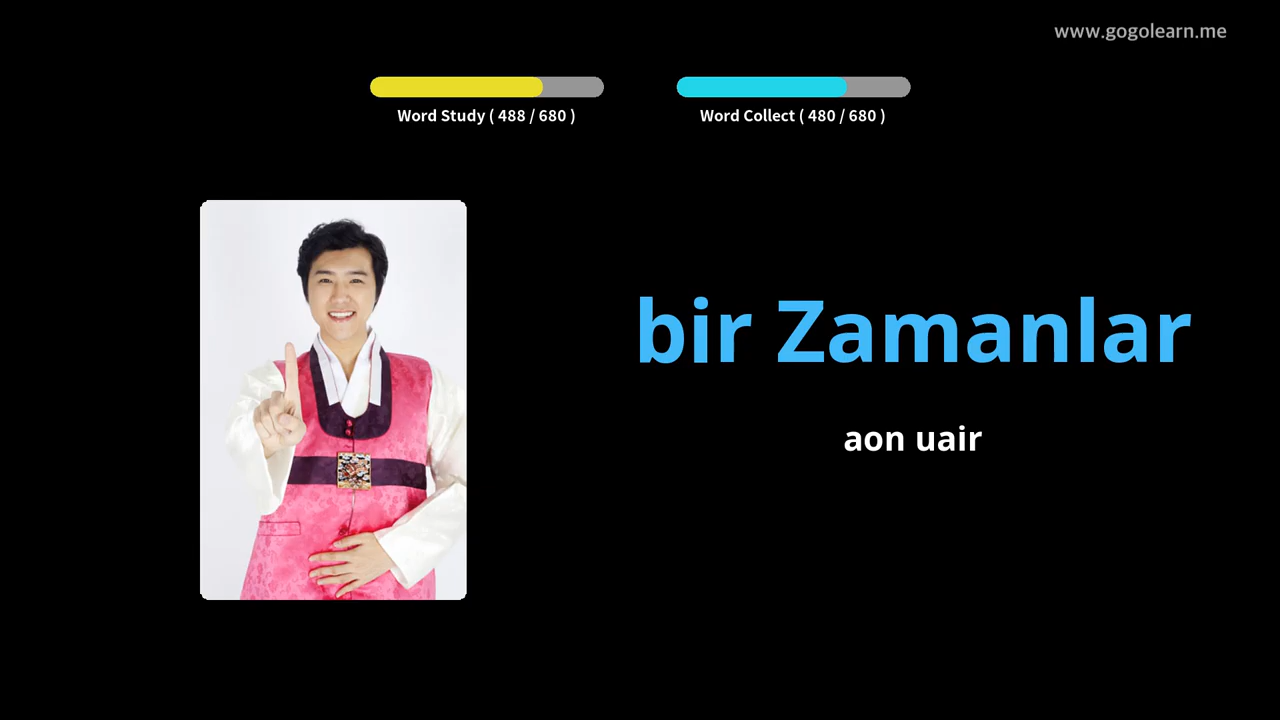 www.gogolearn.me
Word Study ( 488 / 680 )
Word Collect ( 480 / 680 )
bir Zamanlar
aon uair